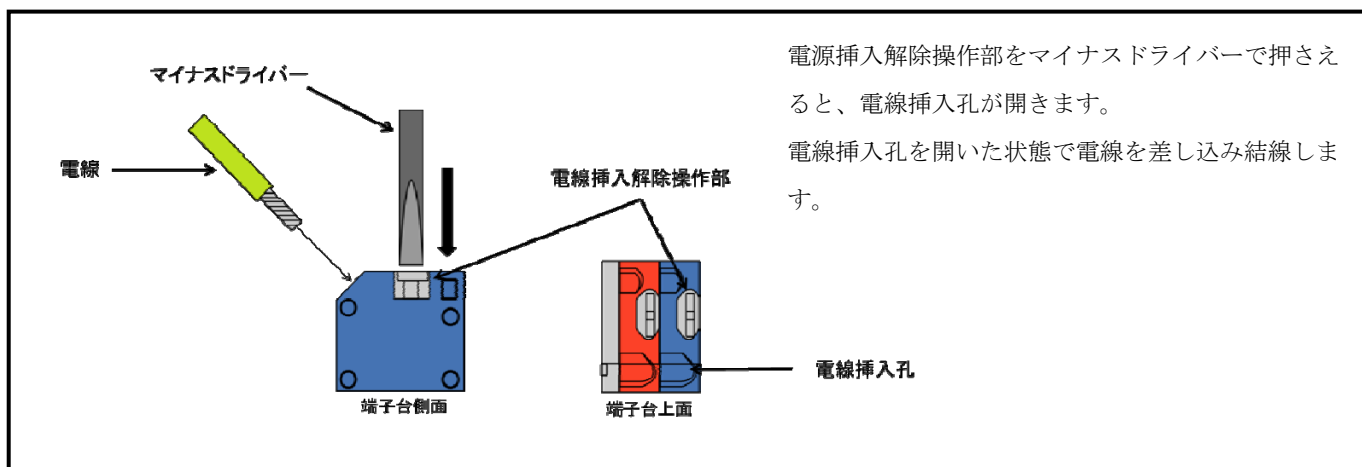 電源挿入解除操作部をマイナスドライバーで押さえ
ると、電線挿入孔が開きます。
電線挿入孔を開いた状態で電線を差し込み結線しま
す。
マイナスドライバー
電線
電線挿入解除操作部
電線挿入孔
端子台側面
端子台上面